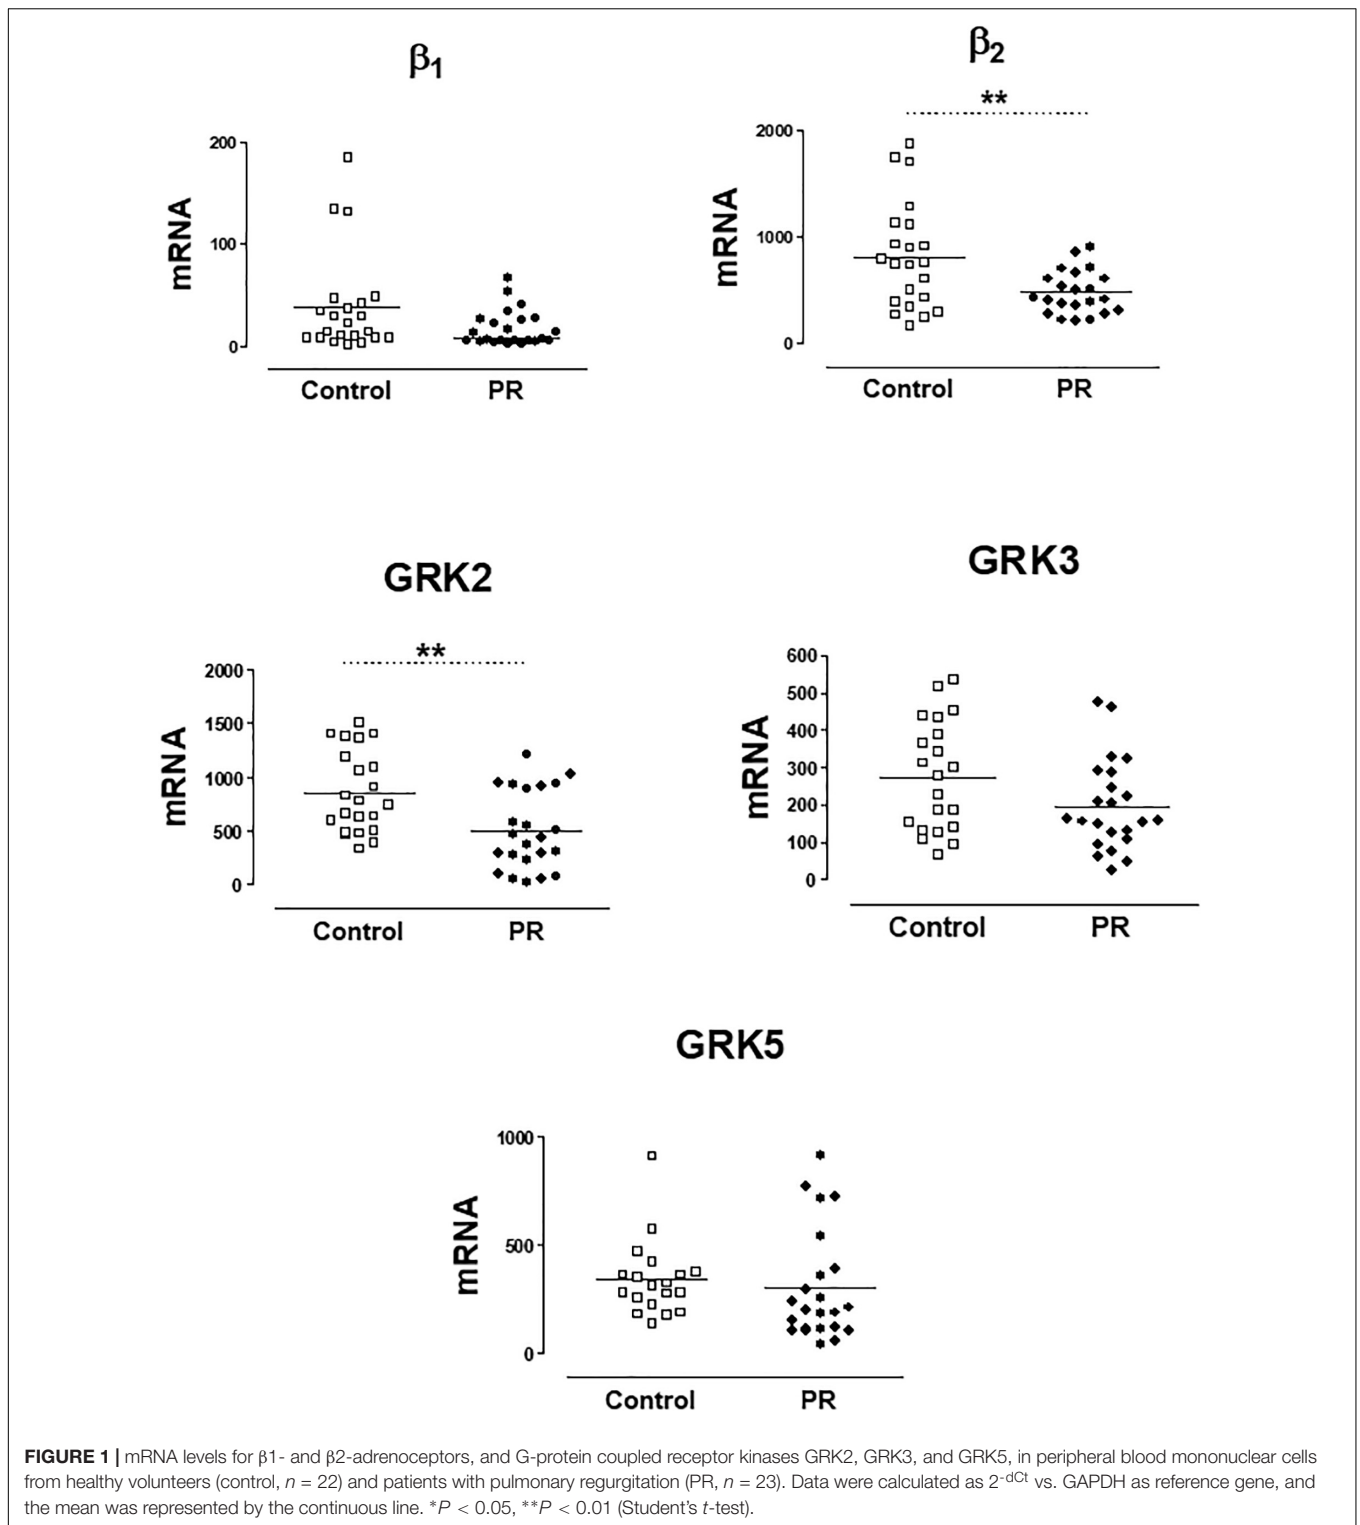 β1
β2
**
200
100
0
mRNA
Control
PR
2000
1000
0
mRNA
Control
PR
GRK2
GRK3
**
2000
1500
1000
500
0
mRNA
Control
PR
600
500
400
300
200
100
0
mRNA
Control
PR
GRK5
1000
500
0
mRNA
Control
PR
FIGURE 1 | mRNA levels for β1- and β2-adrenoceptors, and G-protein coupled receptor kinases GRK2, GRK3, and GRK5, in peripheral blood mononuclear cells
from healthy volunteers (control, n = 22) and patients with pulmonary regurgitation (PR, n = 23). Data were calculated as 2-dCt vs. GAPDH as reference gene, and
the mean was represented by the continuous line. *P < 0.05, **P < 0.01 (Student's t-test).